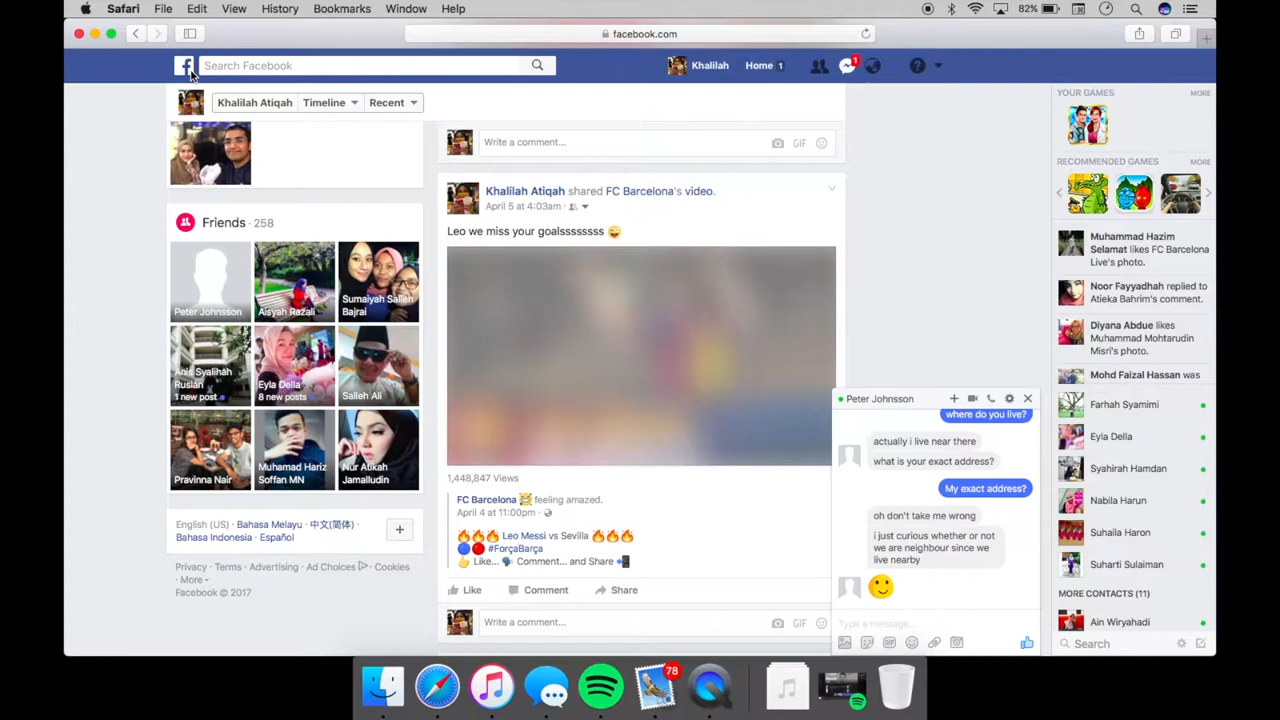 Safari File Edit View History Bookmarks Window Help 82%
facebook.com
Search Facebook
Khalilah Home 1
1
Khalilah Atiqah Timeline Recent
Write a comment... GIF
Friends · 258
Peter Johnsson
Aisyah Razali
Sumaiyah Salleh
Bajrai
Anis Syalihah
Ruslan
1 new post
Eyla Della
8 new posts
Salleh Ali
Pravinna Nair
Muhamad Hariz
Soffan MN
Nur Atikah
Jamalludin
English (US) · Bahasa Melayu · 中文(简体) ·
Bahasa Indonesia · Español
Privacy · Terms · Advertising · Ad Choices · Cookies
· More
Facebook © 2017
Khalilah Atiqah shared FC Barcelona's video.
April 5 at 4:03am ·
Leo we miss your goalssssssss 😜
1,448,847 Views
FC Barcelona feeling amazed.
April 4 at 11:00pm ·
🔥🔥🔥 Leo Messi vs Sevilla 🔥🔥🔥
🔵🔴 #ForçaBarça
👍 Like... 🗣 Comment... and Share 📲
Like Comment Share
Write a comment... GIF
Peter Johnsson
where do you live?
actually i live near there
what is your exact address?
My exact address?
oh don't take me wrong
i just curious whether or not
we are neighbour since we
live nearby
Type a message...
GIF
YOUR GAMES MORE
RECOMMENDED GAMES MORE
Muhammad Hazim
Selamat likes FC Barcelona
Live's photo.
Noor Fayyadhah replied to
Atieka Bahrim's comment.
Diyana Abdue likes
Muhammad Mohtarudin
Misri's photo.
Mohd Faizal Hassan was
Farhah Syamimi
Eyla Della
Syahirah Hamdan
Nabila Harun
Suhaila Haron
Suharti Sulaiman
MORE CONTACTS (11)
Ain Wiryahadi
Search
78